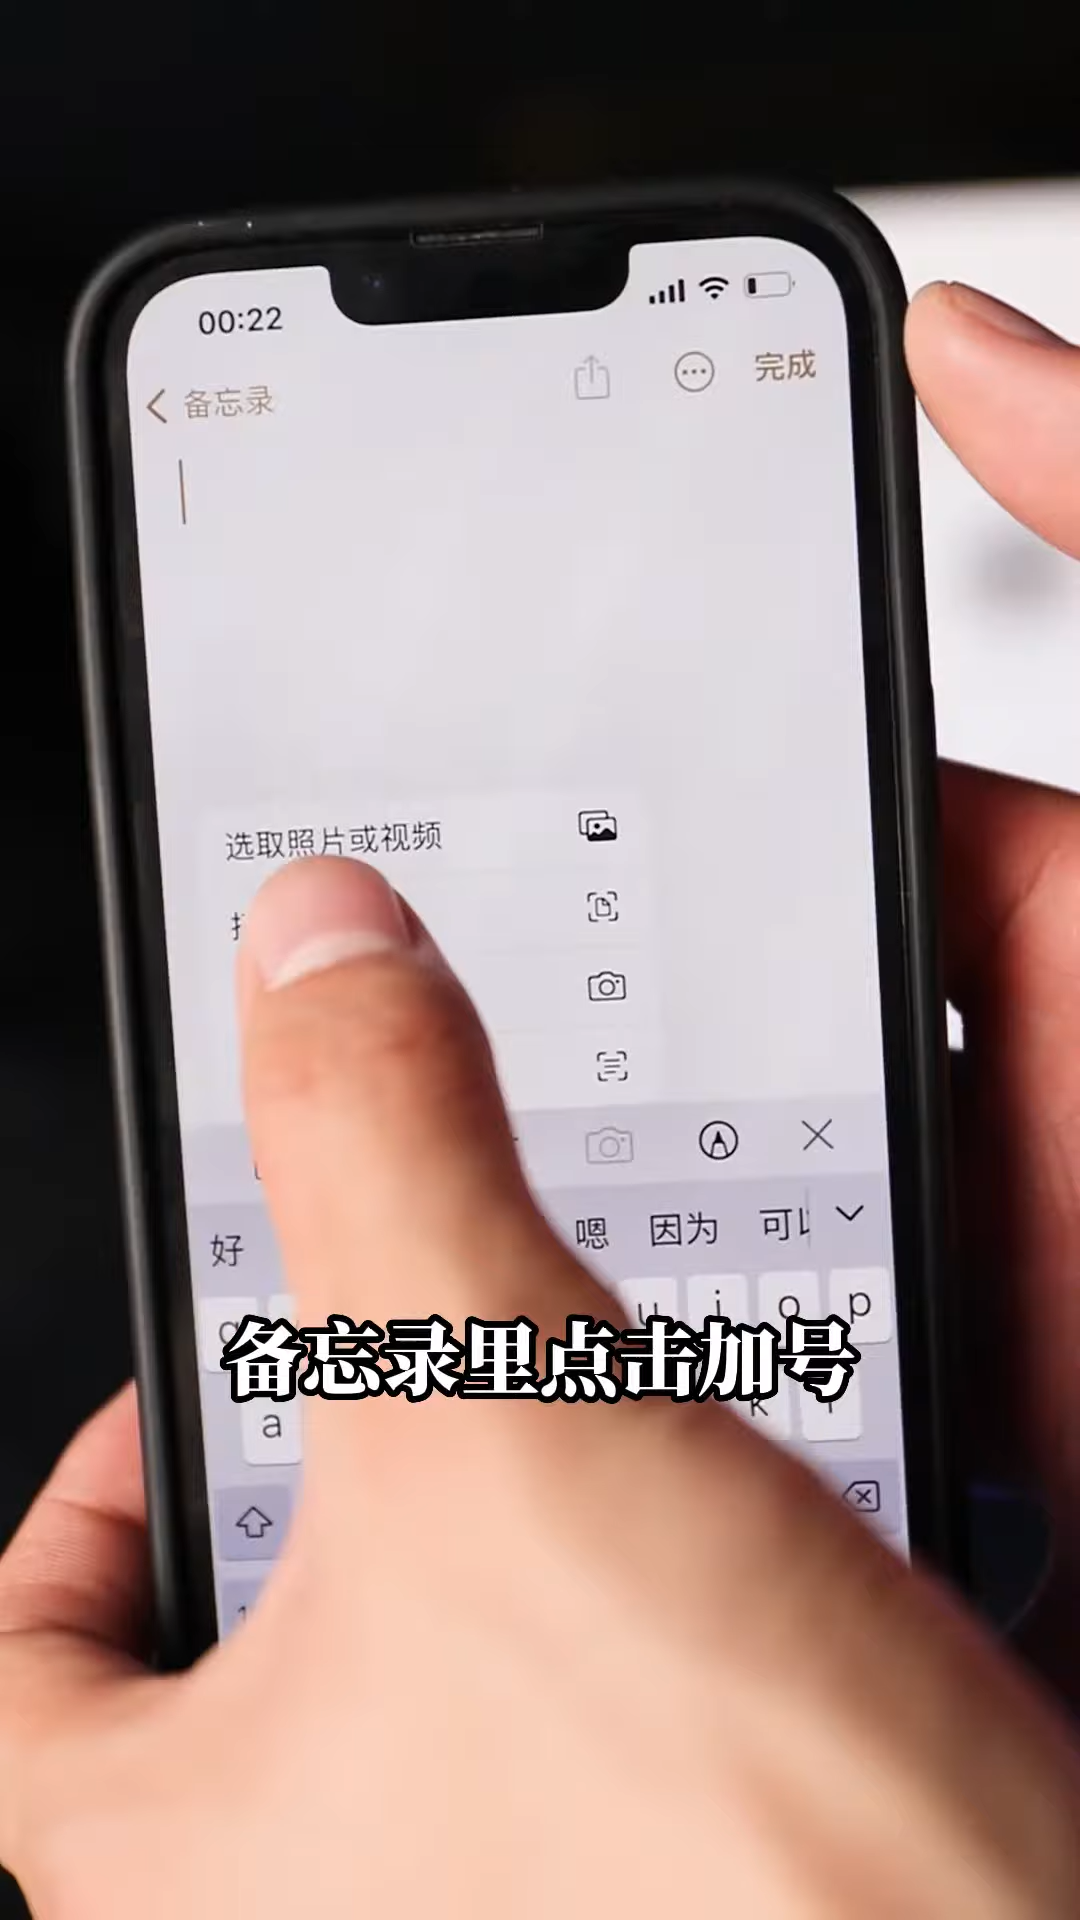 00:22
备忘录
完成
选取照片或视频
好
嗯 因为
u i o p
备忘录里点击加号
a
k